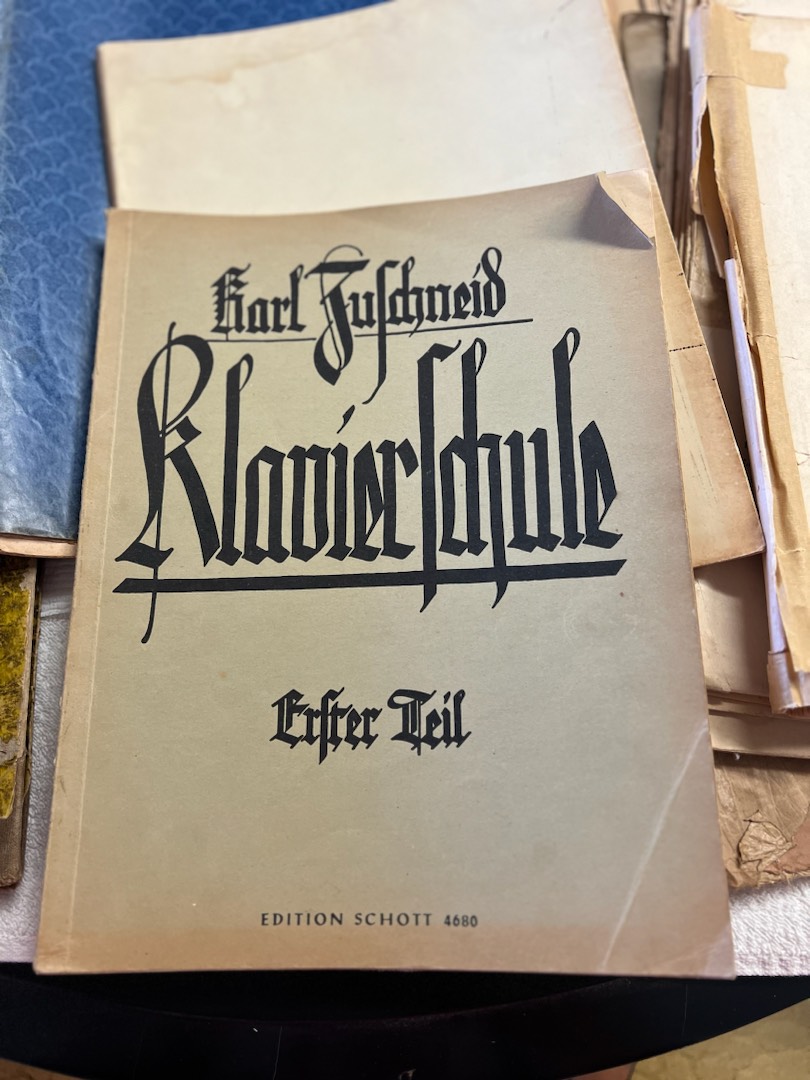 Karl Zuschneid
Klavierschule
Erster Teil
EDITION SCHOTT 4680